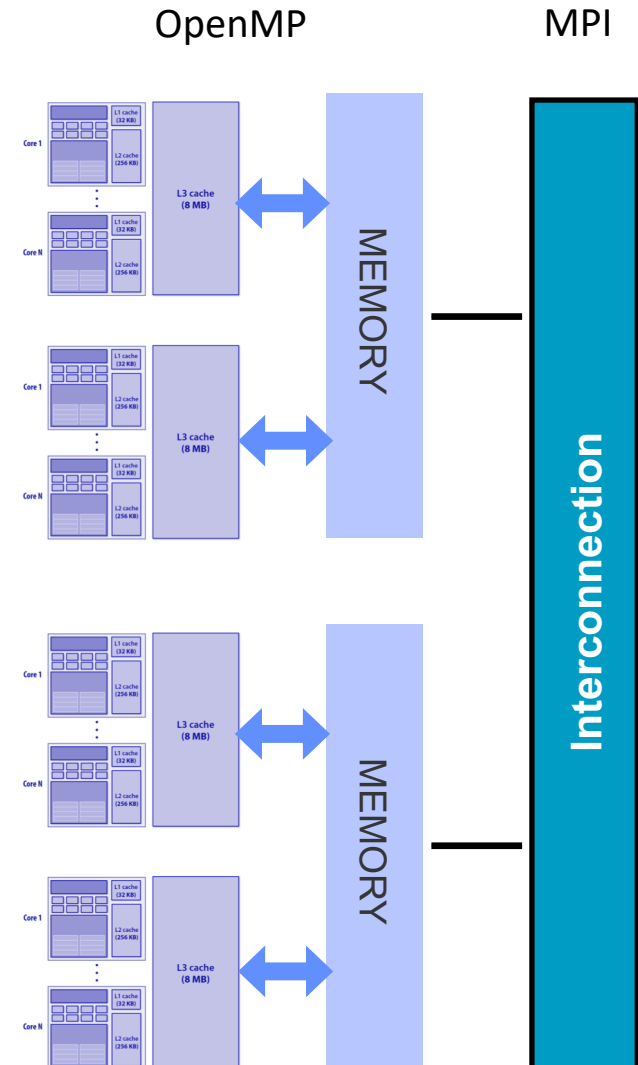 OpenMP
MPI
Core 1
L1 cache
(32 KB)
L2 cache
(256 KB)
Core N
L1 cache
(32 KB)
L2 cache
(256 KB)
L3 cache
(8 MB)
Core 1
L1 cache
(32 KB)
L2 cache
(256 KB)
Core N
L1 cache
(32 KB)
L2 cache
(256 KB)
L3 cache
(8 MB)
MEMORY
Core 1
L1 cache
(32 KB)
L2 cache
(256 KB)
Core N
L1 cache
(32 KB)
L2 cache
(256 KB)
L3 cache
(8 MB)
Core 1
L1 cache
(32 KB)
L2 cache
(256 KB)
Core N
L1 cache
(32 KB)
L2 cache
(256 KB)
L3 cache
(8 MB)
MEMORY
Interconnection